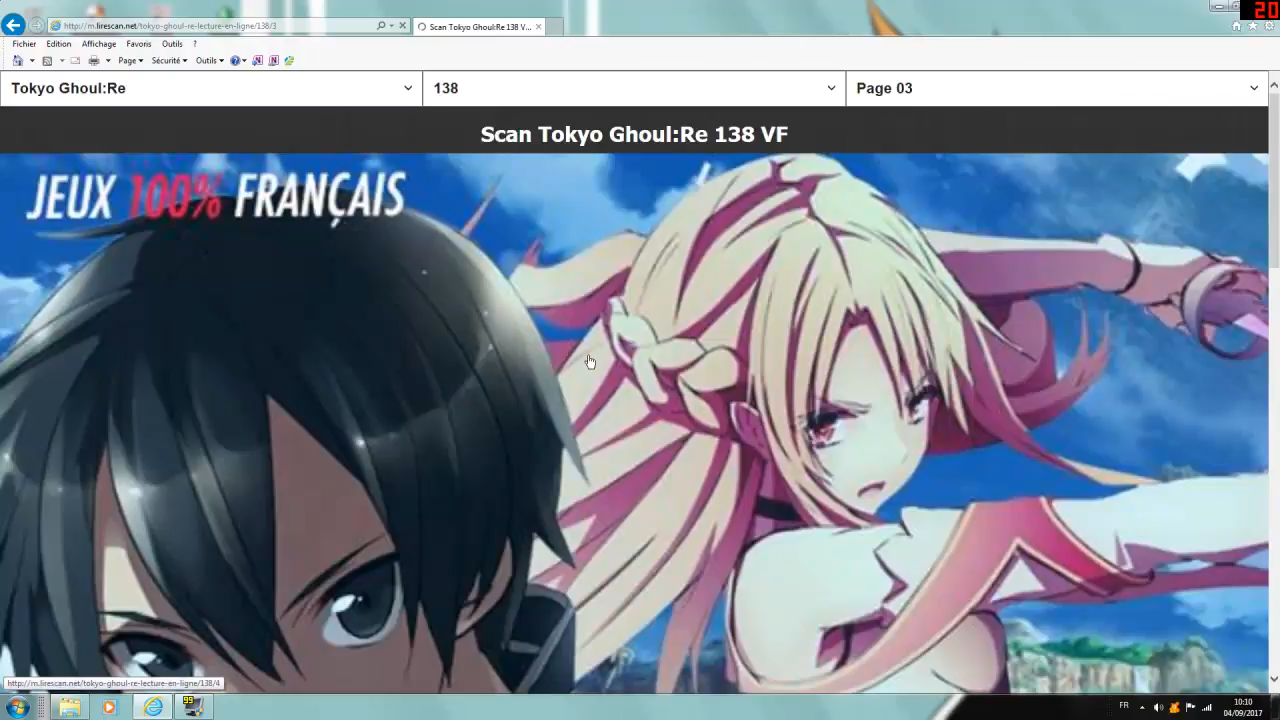 20
http://m.lirescan.net/tokyo-ghoul-re-lecture-en-ligne/138/3
Scan Tokyo Ghoul:Re 138 V...
Fichier Edition Affichage Favoris Outils ?
Page Sécurité Outils
Tokyo Ghoul:Re 138 Page 03
Scan Tokyo Ghoul:Re 138 VF
JEUX 100% FRANÇAIS
http://m.lirescan.net/tokyo-ghoul-re-lecture-en-ligne/138/4
99
FR
10:10
04/09/2017